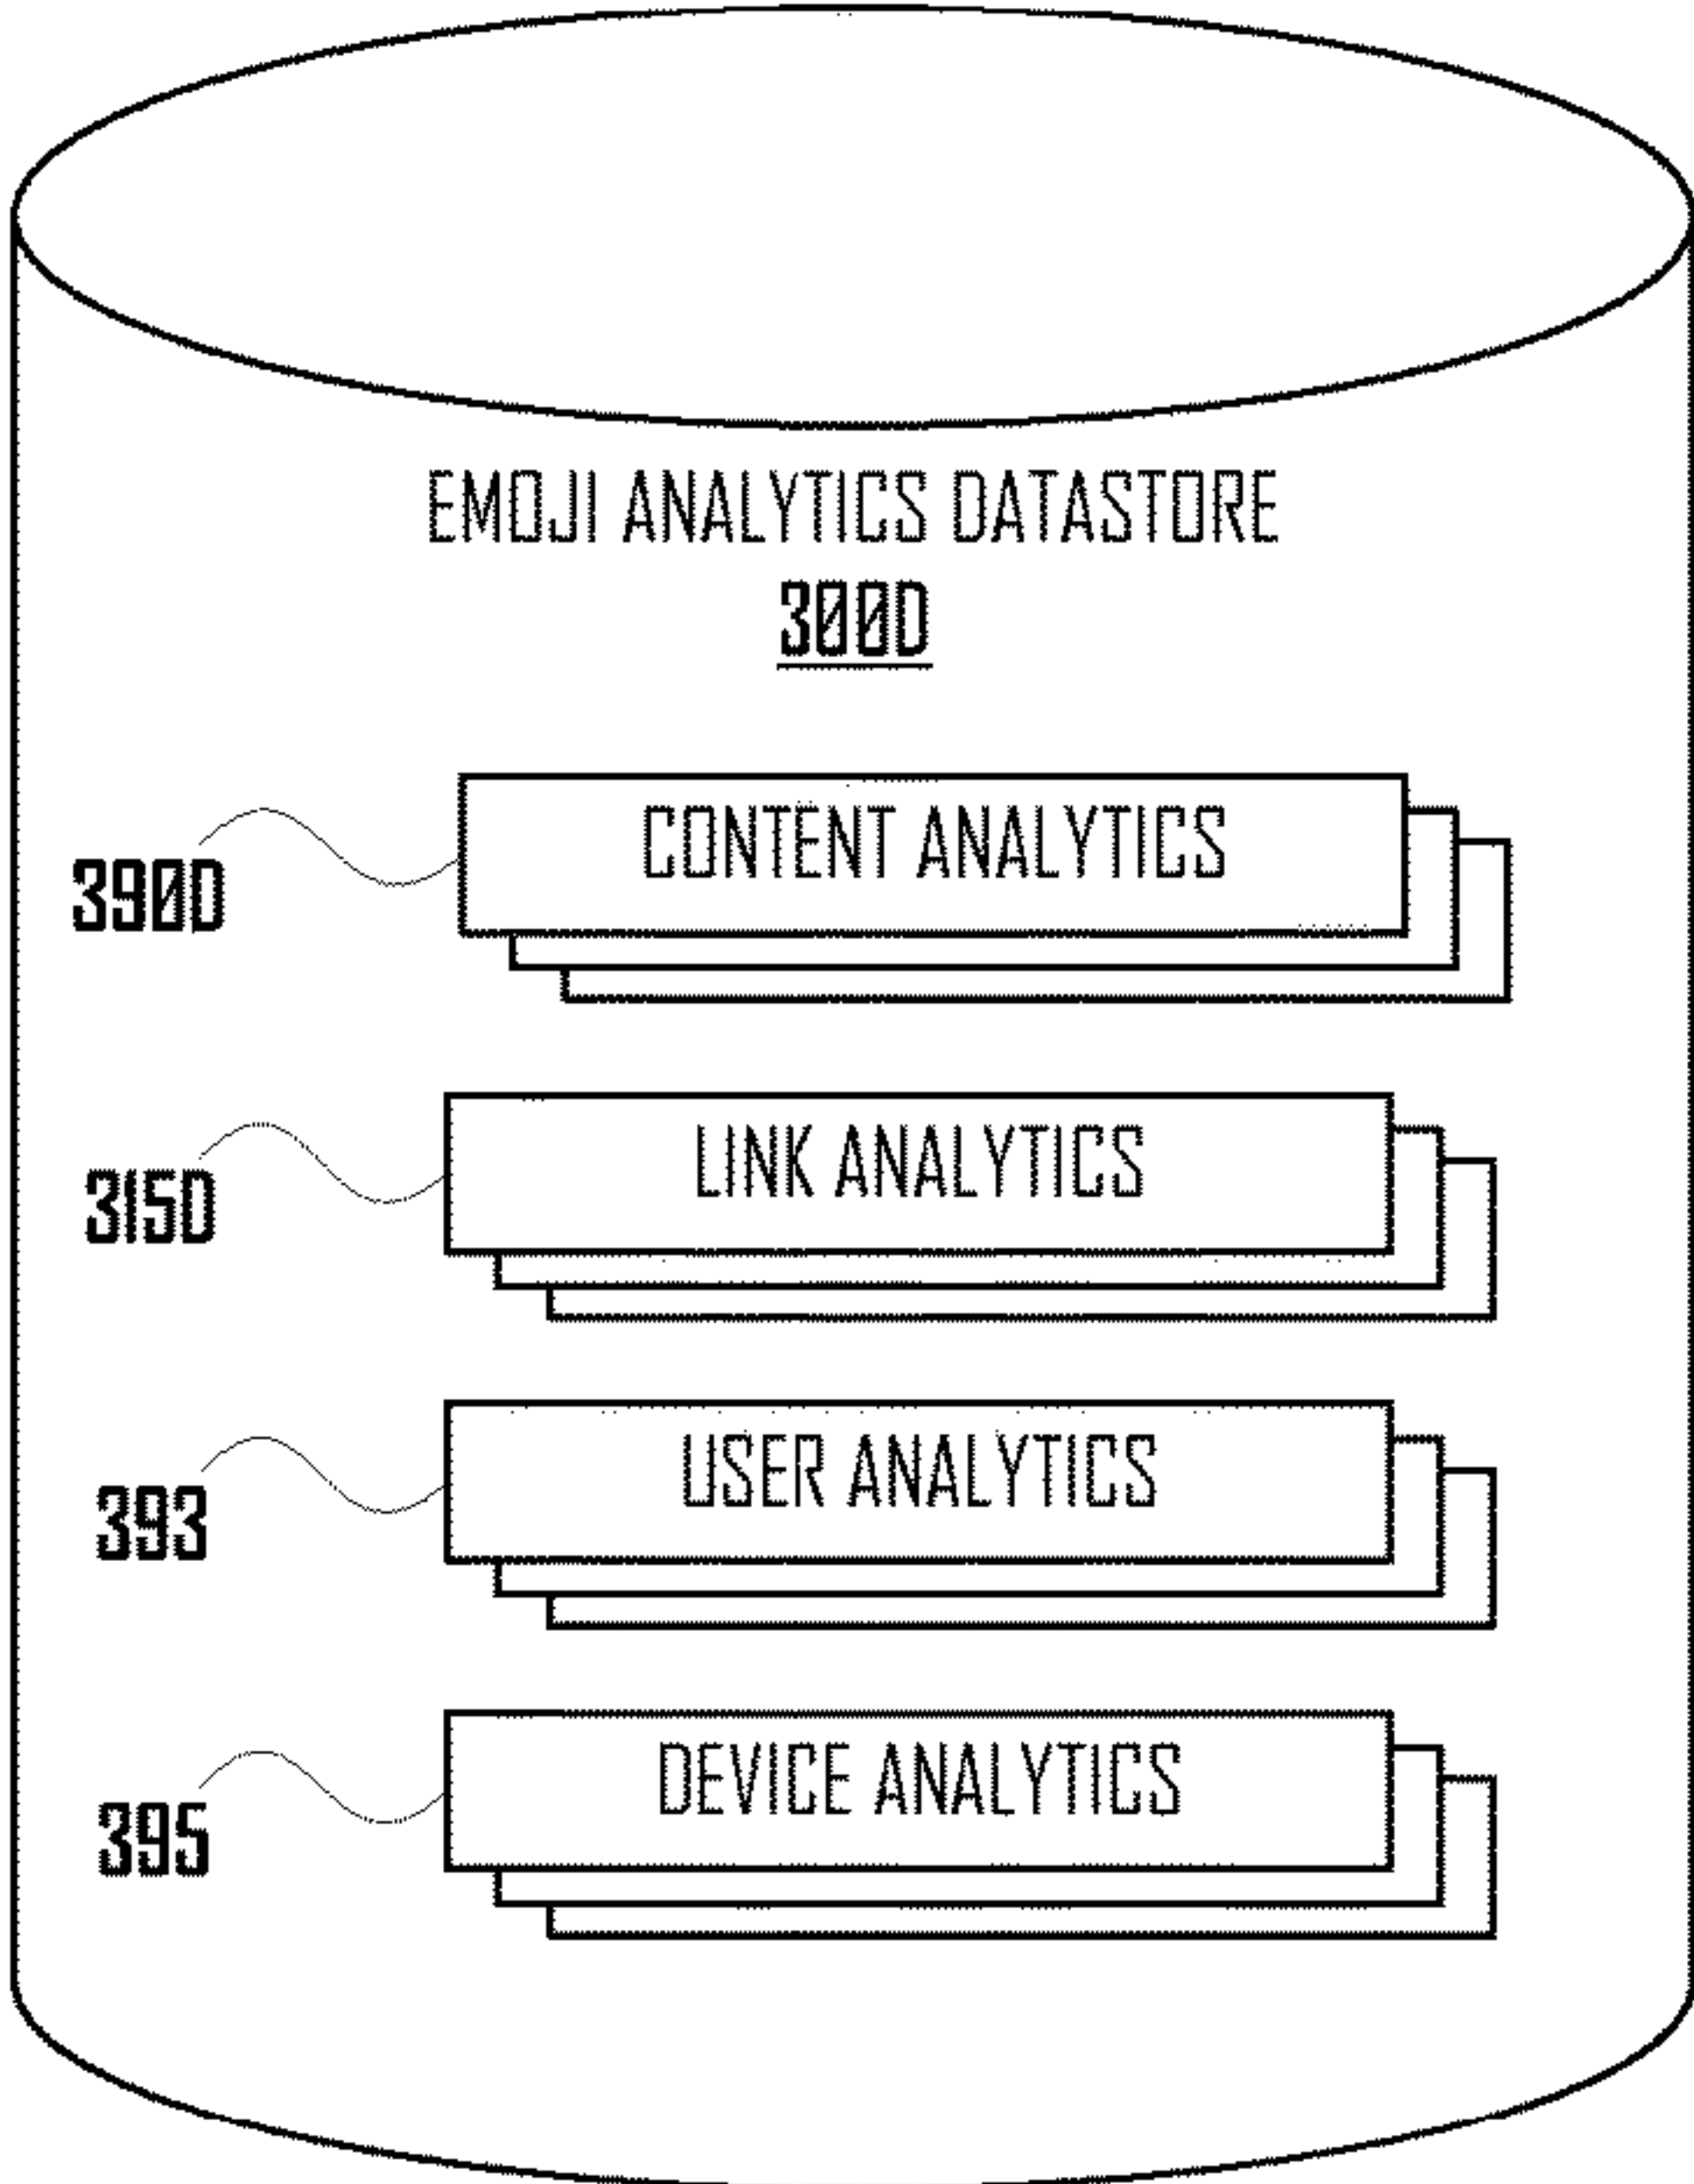 EMOJI ANALYTICS DATASTORE
300D
CONTENT ANALYTICS
390D
LINK ANALYTICS
315D
USER ANALYTICS
393
DEVICE ANALYTICS
395